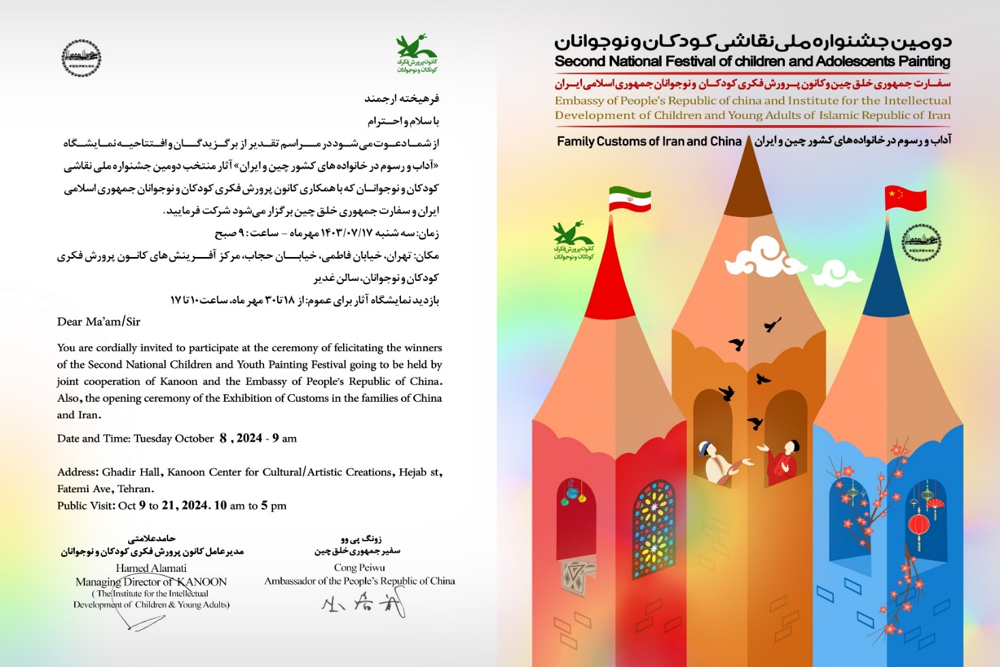 کانون پرورش فکری
کودکان و نوجوانان
فرهیخته ارجمند
با سلام و احترام
از شما دعوت می‌شود در مراسم تقدیر از برگزیدگان و افتتاحیه نمایشگاه
«آداب و رسوم در خانواده های کشور چین و ایران» آثار منتخب دومین جشنواره ملی نقاشی
کودکان و نوجوانان که با همکاری کانون پرورش فکری کودکان و نوجوانان جمهوری اسلامی
ایران و سفارت جمهوری خلق چین برگزار می‌شود شرکت فرمایید.
زمان: سه شنبه ۱۴۰۳/۰۷/۱۷ مهرماه - ساعت: ۹ صبح
مکان: تهران، خیابان فاطمی، خیابان حجاب، مرکز آفرینش‌های کانون پرورش فکری
کودکان و نوجوانان، سالن غدیر
بازدید نمایشگاه آثار برای عموم: از ۱۸ تا ۳۰ مهر ماه، ساعت ۱۰ تا ۱۷
Dear Ma'am/Sir
You are cordially invited to participate at the ceremony of felicitating the winners
of the Second National Children and Youth Painting Festival going to be held by
joint cooperation of Kanoon and the Embassy of People's Republic of China.
Also, the opening ceremony of the Exhibition of Customs in the families of China
and Iran.
Date and Time: Tuesday October 8 , 2024 - 9 am
Address: Ghadir Hall, Kanoon Center for Cultural/Artistic Creations, Hejab st,
Fatemi Ave, Tehran.
Public Visit: Oct 9 to 21, 2024. 10 am to 5 pm
حامد علامتی
مدیرعامل کانون پرورش فکری کودکان و نوجوانان
Hamed Alamati
Managing Director of KANOON
( The Institute for the Intellectual
Development of Children & Young Adults)
زونگ پی وو
سفیر جمهوری خلق چین
Cong Peiwu
Ambassador of the People's Republic of China
دومین جشنواره ملی نقاشی کودکان و نوجوانان
Second National Festival of children and Adolescents Painting
سفارت جمهوری خلق چین و کانون پرورش فکری کودکان و نوجوانان جمهوری اسلامی ایران
Embassy of People's Republic of china and Institute for the Intellectual
Development of Children and Young Adults of Islamic Republic of Iran
Family Customs of Iran and China آداب و رسوم در خانواده های کشور چین و ایران
کانون پرورش فکری
کودکان و نوجوانان